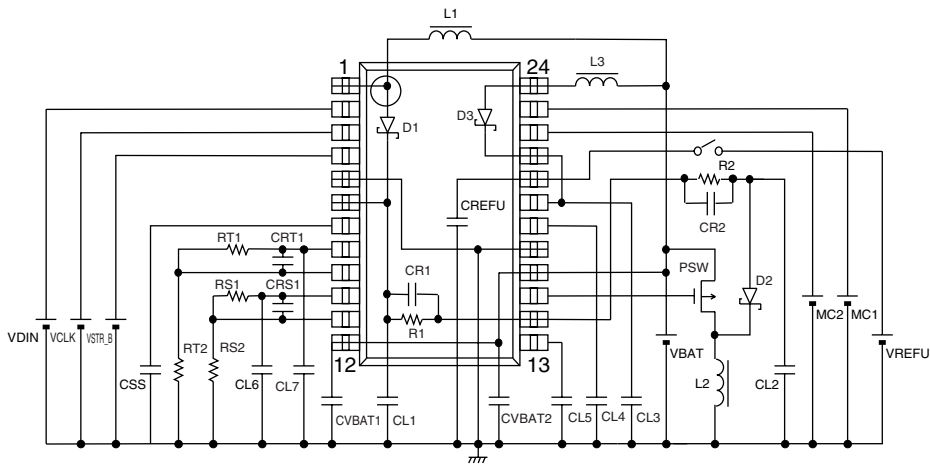 L1
1
24
L3
D1
D3
R2
CREFU
CR2
RT1
CRT1
CR1
PSW
D2
RS1
CRS1
R1
VDIN
VCLK
VSTR_B
MC2
MC1
RT2
RS2
12
13
VBAT
VREFU
CSS
CL6
CL7
L2
CL2
CVBAT1
CL1
CVBAT2
CL5
CL4
CL3